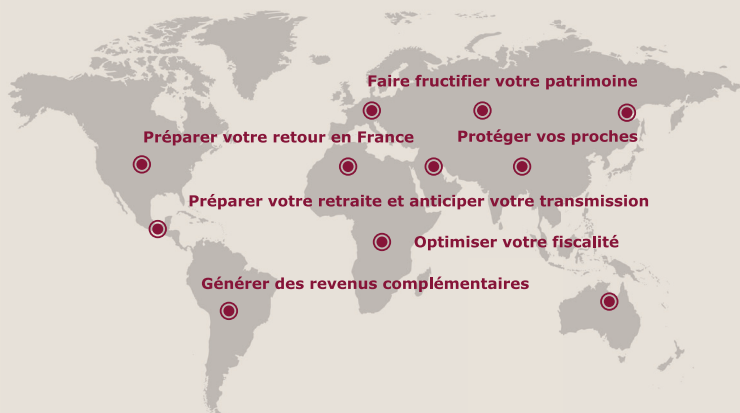 Faire fructifier votre patrimoine
Préparer votre retour en France
Protéger vos proches
Préparer votre retraite et anticiper votre transmission
Optimiser votre fiscalité
Générer des revenus complémentaires